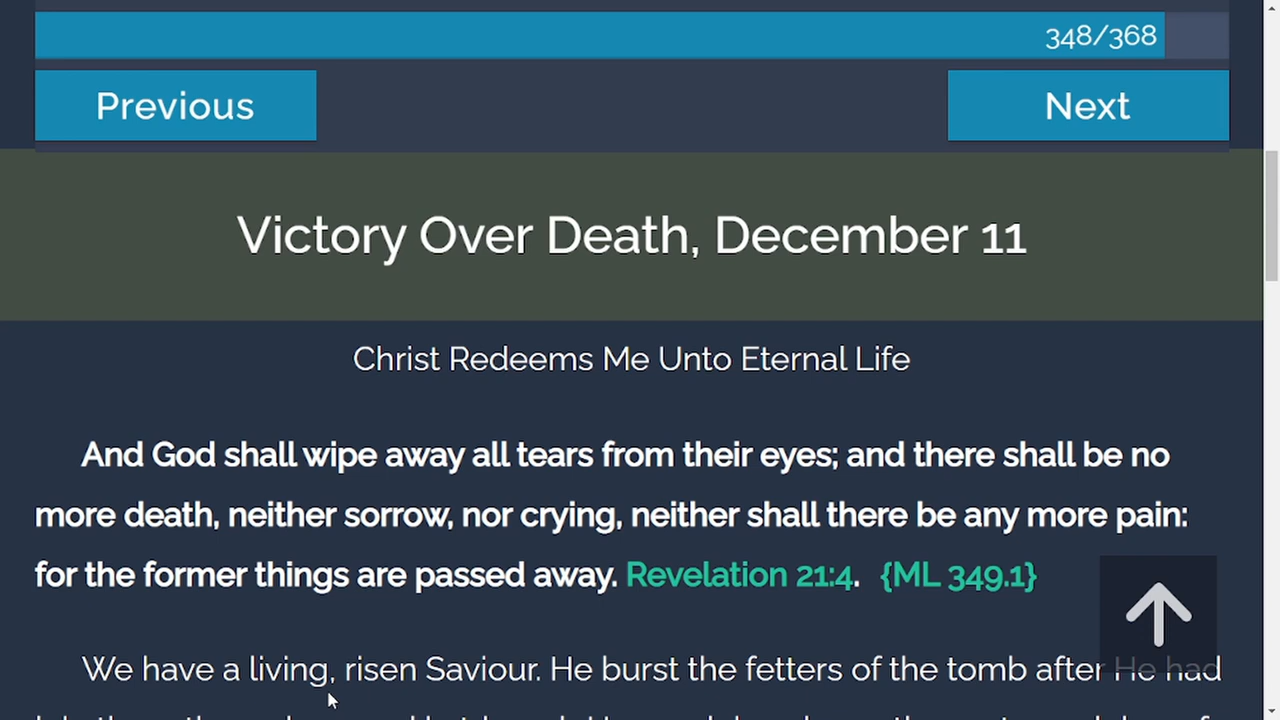 348/368
Previous
Next
Victory Over Death, December 11
Christ Redeems Me Unto Eternal Life
And God shall wipe away all tears from their eyes; and there shall be no
more death, neither sorrow, nor crying, neither shall there be any more pain:
for the former things are passed away. Revelation 21:4. {ML 349.1}
We have a living, risen Saviour. He burst the fetters of the tomb after He had